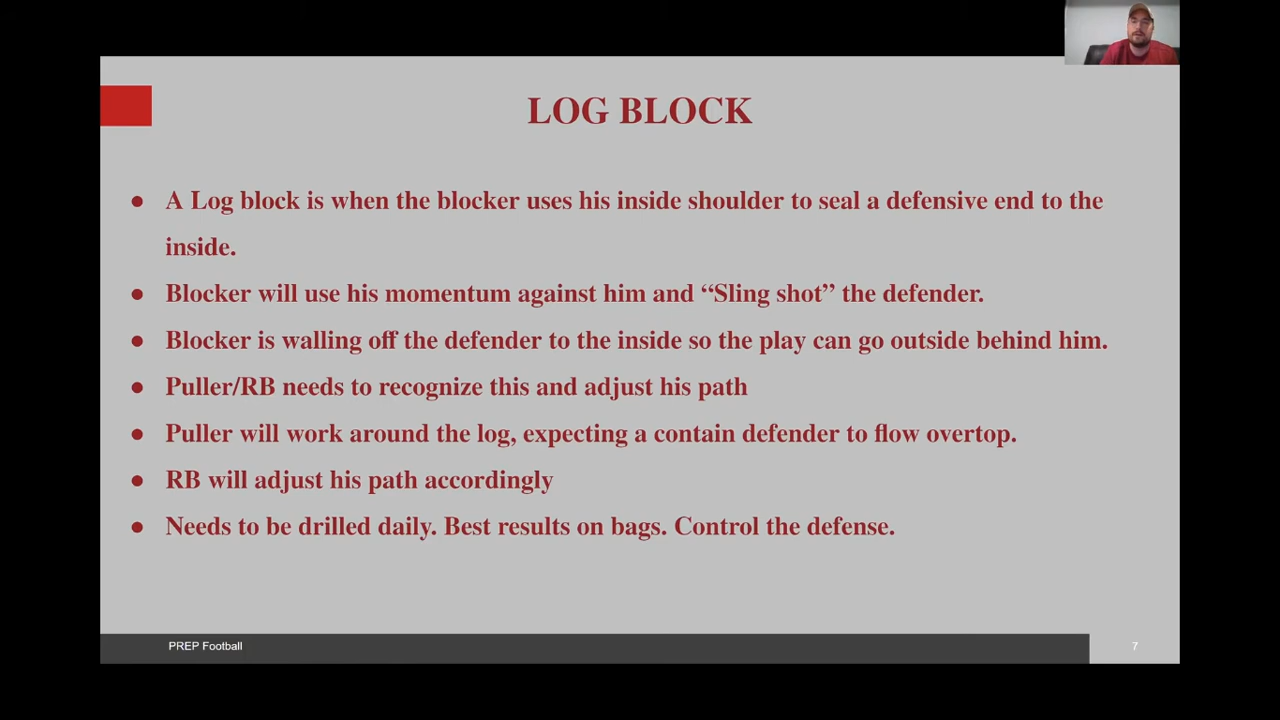 LOG BLOCK
● A Log block is when the blocker uses his inside shoulder to seal a defensive end to the
inside.
● Blocker will use his momentum against him and “Sling shot” the defender.
● Blocker is walling off the defender to the inside so the play can go outside behind him.
● Puller/RB needs to recognize this and adjust his path
● Puller will work around the log, expecting a contain defender to flow overtop.
● RB will adjust his path accordingly
● Needs to be drilled daily. Best results on bags. Control the defense.
PREP Football
7